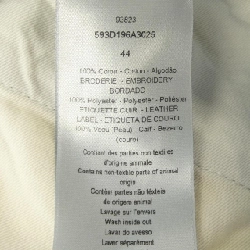 93823
593D196A3025
44
100% Coton - Cotton - Algodão
BRODERIE - EMBROIDERY
BORDADO
100% Polyester - Polyester - Poliéster
ETIQUETTE CUIR - LEATHER
LABEL - ETIQUETA DE COURO
100% Veau (Peau) - Calf - Bezerro
(couro)
Contient des parties non textiles
d'origine animale
Contains non-textile parts of animal
origin
Contém partes não têxteis
de origem animal
Lavage sur l'envers
Wash inside out
Lavar do avesso
Laver séparément